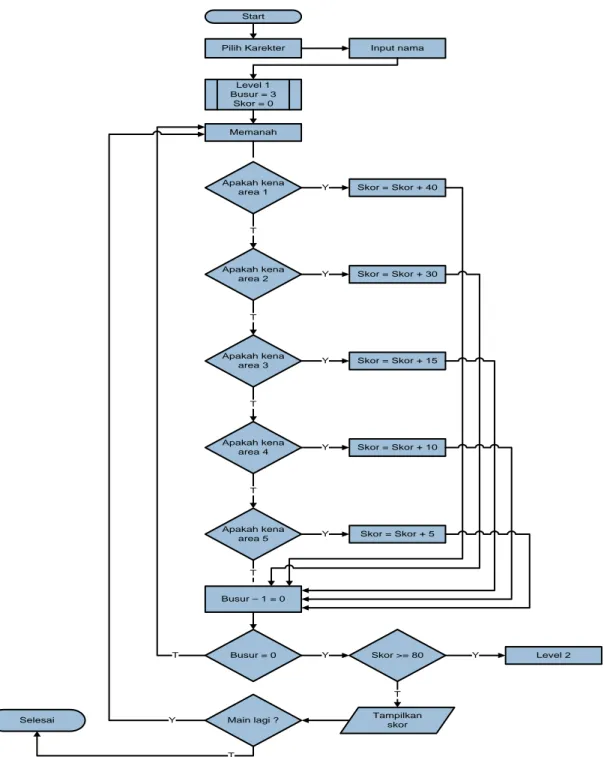 Start
Pilih Karekter
Input nama
Level 1
Busur = 3
Skor = 0
Memanah
Apakah kena
area 1
Y
Skor = Skor + 40
T
Apakah kena
area 2
Y
Skor = Skor + 30
T
Apakah kena
area 3
Y
Skor = Skor + 15
T
Apakah kena
area 4
Y
Skor = Skor + 10
T
Apakah kena
area 5
Y
Skor = Skor + 5
T
Busur – 1 = 0
T
Busur = 0
Y
Skor >= 80
Y
Level 2
T
Selesai
Y
Main lagi ?
Tampilkan
skor
T